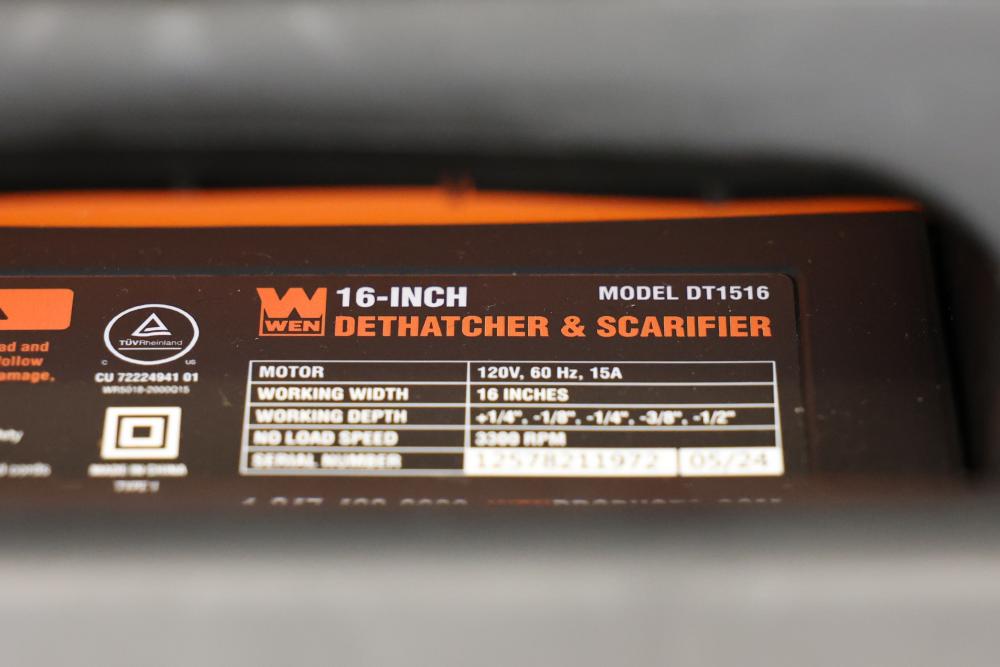 WEN
16-INCH
MODEL DT1516
DETHATCHER & SCARIFIER
MOTOR 120V, 60 Hz, 15A
WORKING WIDTH 16 INCHES
WORKING DEPTH +1/4", -1/8", -1/4", -3/8", -1/2"
NO LOAD SPEED 3300 RPM
SERIAL NUMBER 12578211972 05/24
TÜVRheinland
C US
CU 72224941 01
MADE IN CHINA
TYPE 1
ad and
follow
amage.